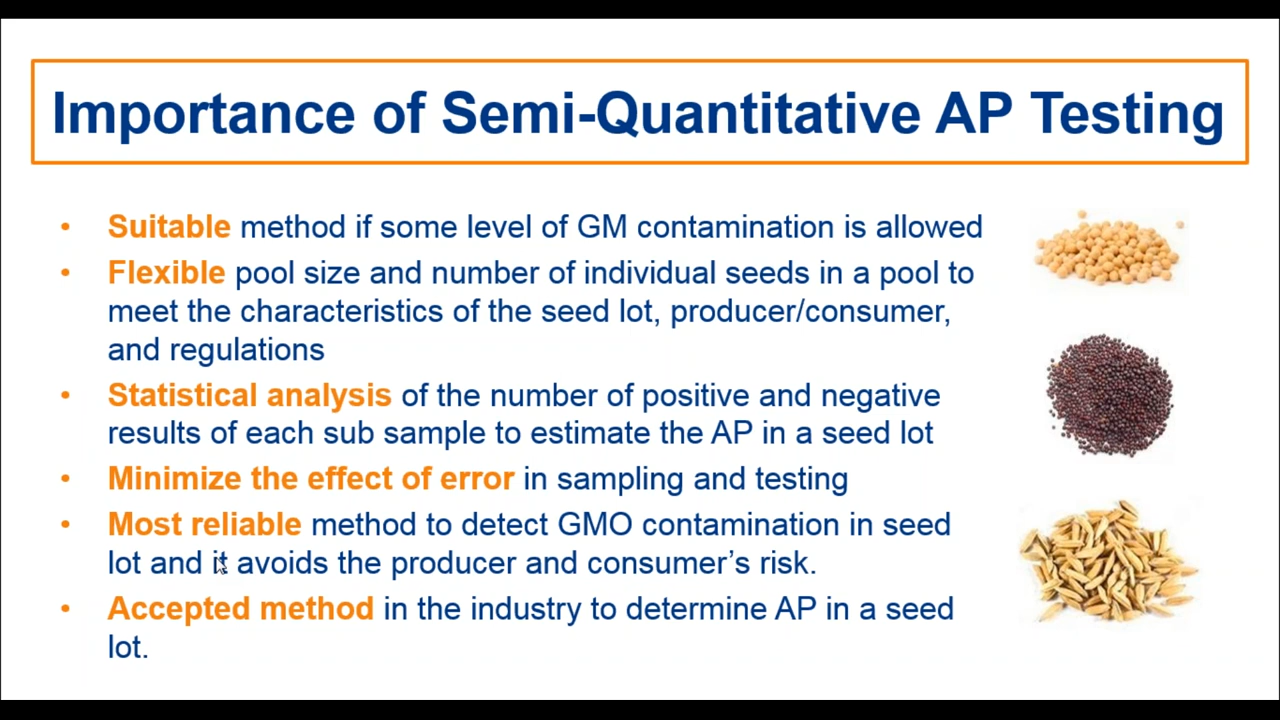 Importance of Semi-Quantitative AP Testing
• Suitable method if some level of GM contamination is allowed
• Flexible pool size and number of individual seeds in a pool to
meet the characteristics of the seed lot, producer/consumer,
and regulations
• Statistical analysis of the number of positive and negative
results of each sub sample to estimate the AP in a seed lot
• Minimize the effect of error in sampling and testing
• Most reliable method to detect GMO contamination in seed
lot and it avoids the producer and consumer’s risk.
• Accepted method in the industry to determine AP in a seed
lot.